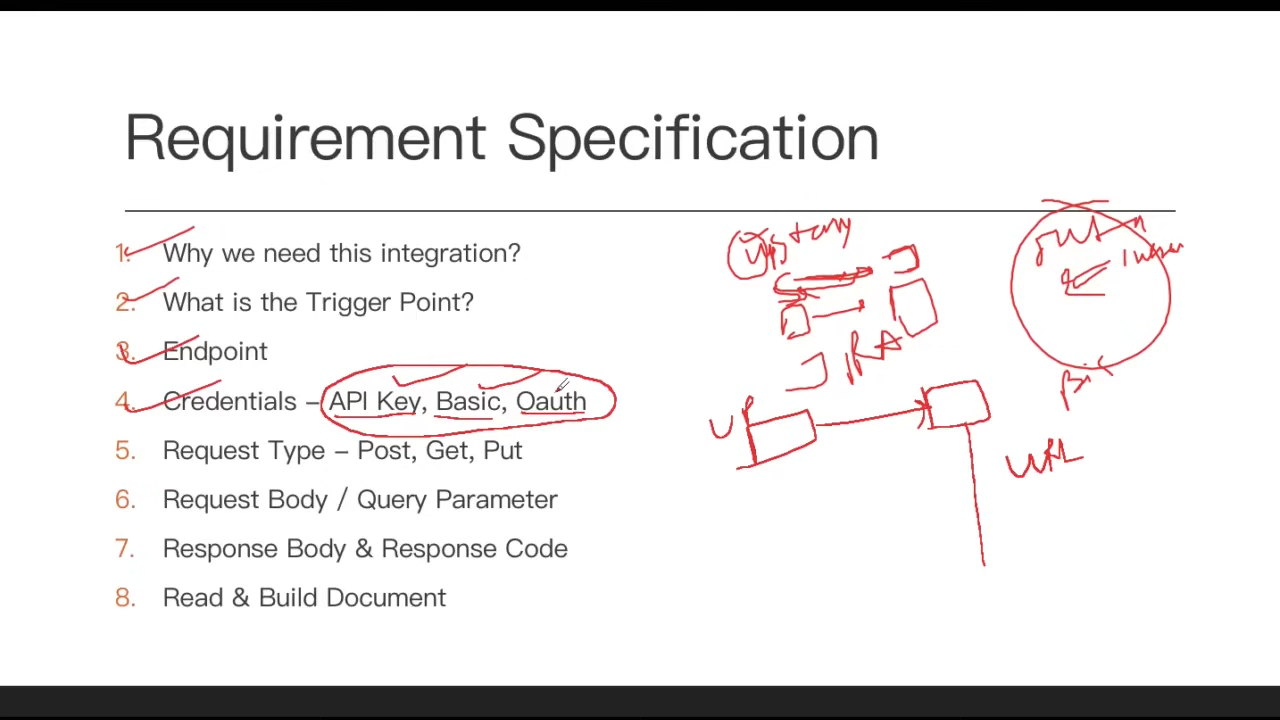 Requirement Specification
1. Why we need this integration?
2. What is the Trigger Point?
3. Endpoint
4. Credentials – API Key, Basic, Oauth
5. Request Type – Post, Get, Put
6. Request Body / Query Parameter
7. Response Body & Response Code
8. Read & Build Document
JIRA
URL